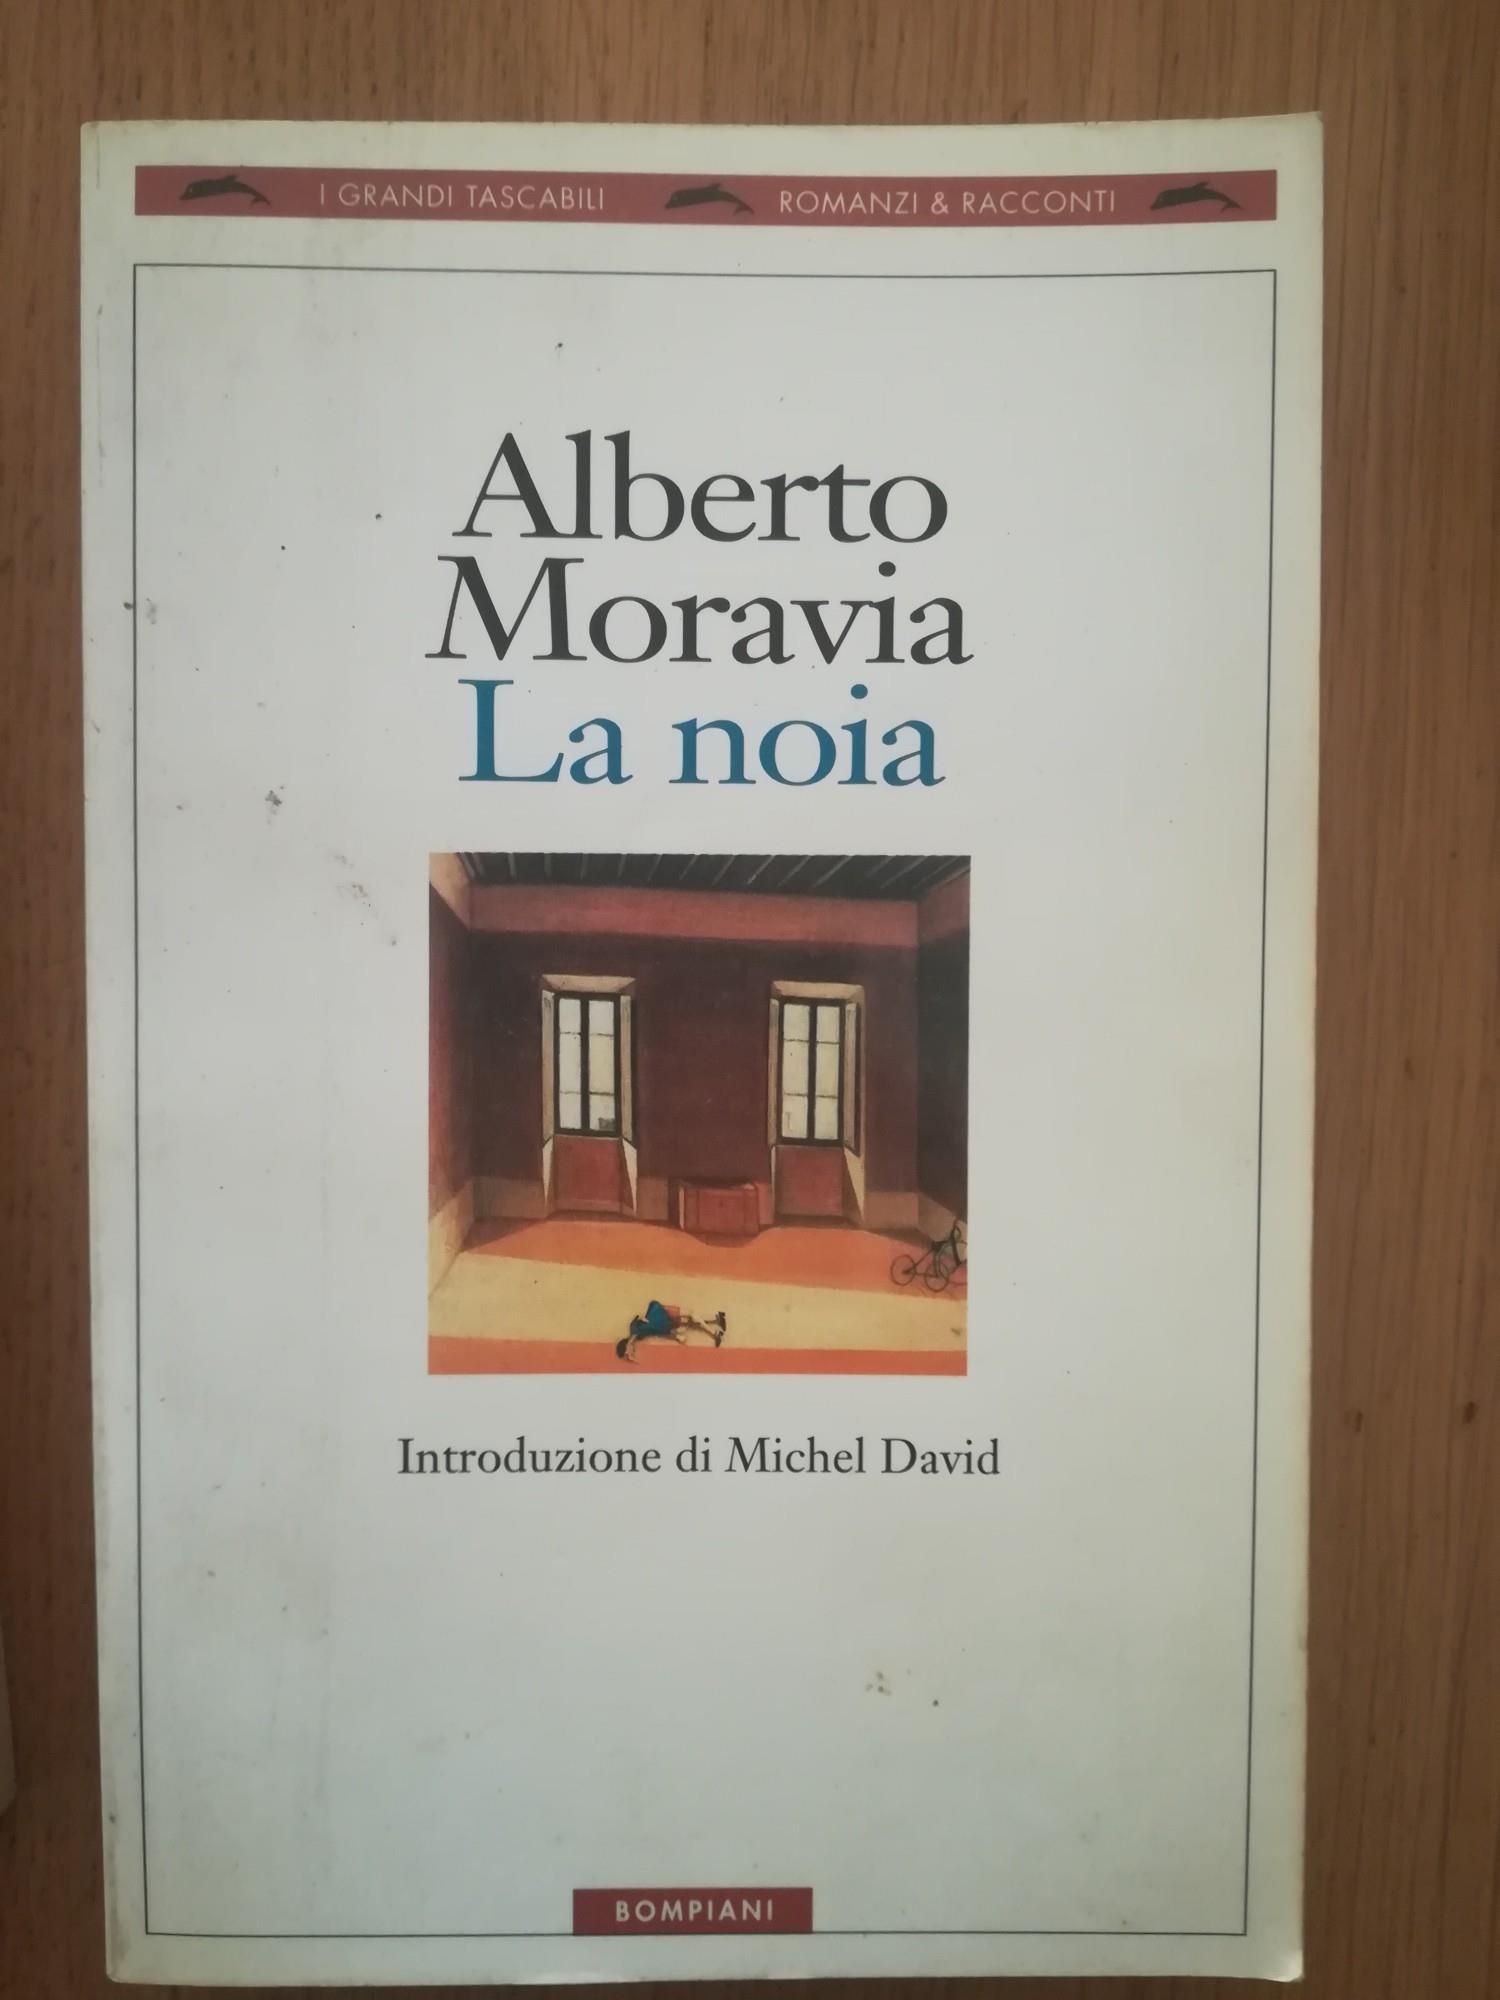 I GRANDI TASCABILI ROMANZI & RACCONTI
Alberto
Moravia
La noia
Introduzione di Michel David
BOMPIANI